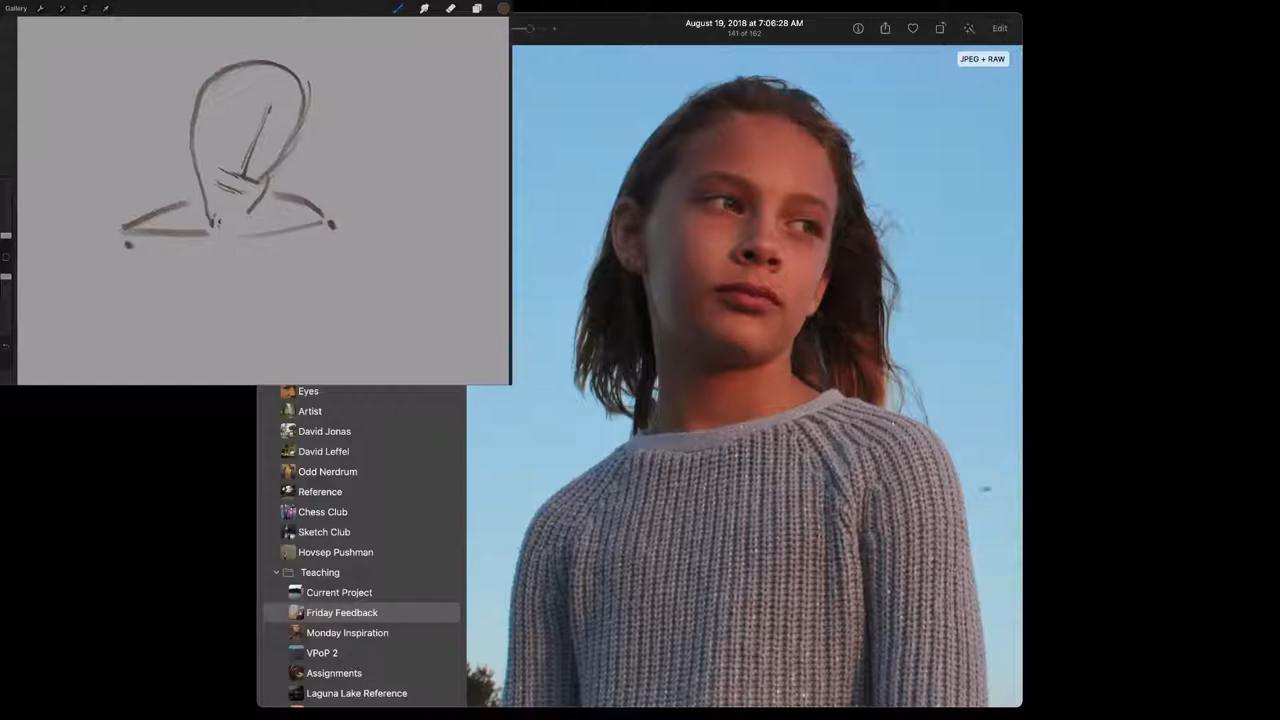 Gallery
August 19, 2018 at 7:06:28 AM
141 of 162
Edit
JPEG + RAW
Eyes
Artist
David Jonas
David Leffel
Odd Nerdrum
Reference
Chess Club
Sketch Club
Hovsep Pushman
Teaching
Current Project
Friday Feedback
Monday Inspiration
VPoP 2
Assignments
Laguna Lake Reference